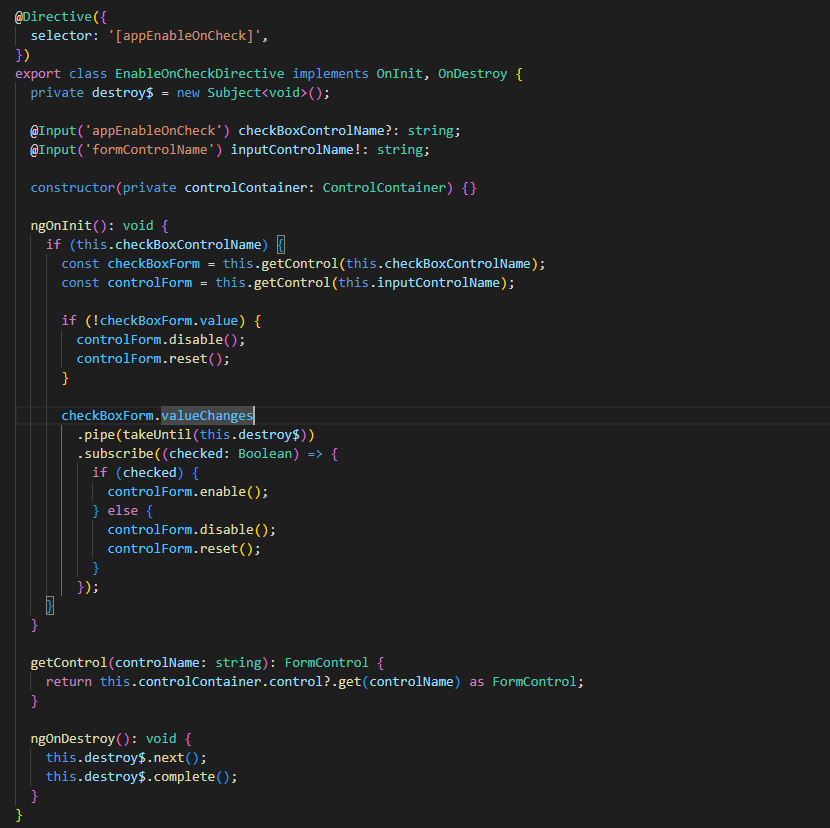 @Directive({
  selector: '[appEnableOnCheck]',
})
export class EnableOnCheckDirective implements OnInit, OnDestroy {
  private destroy$ = new Subject<void>();

  @Input('appEnableOnCheck') checkBoxControlName?: string;
  @Input('formControlName') inputControlName!: string;

  constructor(private controlContainer: ControlContainer) {}

  ngOnInit(): void {
    if (this.checkBoxControlName) {
      const checkBoxForm = this.getControl(this.checkBoxControlName);
      const controlForm = this.getControl(this.inputControlName);

      if (!checkBoxForm.value) {
        controlForm.disable();
        controlForm.reset();
      }

      checkBoxForm.valueChanges
        .pipe(takeUntil(this.destroy$))
        .subscribe((checked: Boolean) => {
          if (checked) {
            controlForm.enable();
          } else {
            controlForm.disable();
            controlForm.reset();
          }
        });
    }
  }

  getControl(controlName: string): FormControl {
    return this.controlContainer.control?.get(controlName) as FormControl;
  }

  ngOnDestroy(): void {
    this.destroy$.next();
    this.destroy$.complete();
  }
}